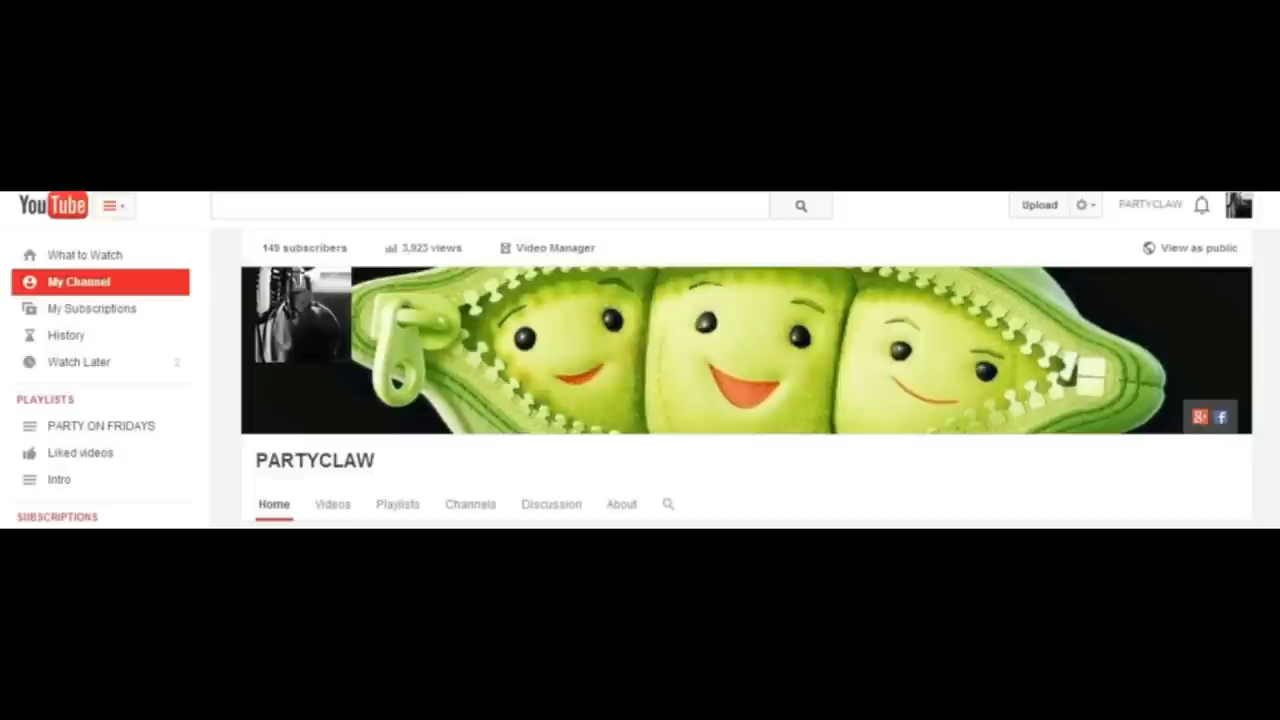 YouTube
Upload
PARTYCLAW
What to Watch
My Channel
My Subscriptions
History
Watch Later 2
PLAYLISTS
PARTY ON FRIDAYS
Liked videos
Intro
SUBSCRIPTIONS
149 subscribers 3,923 views Video Manager View as public
PARTYCLAW
Home Videos Playlists Channels Discussion About